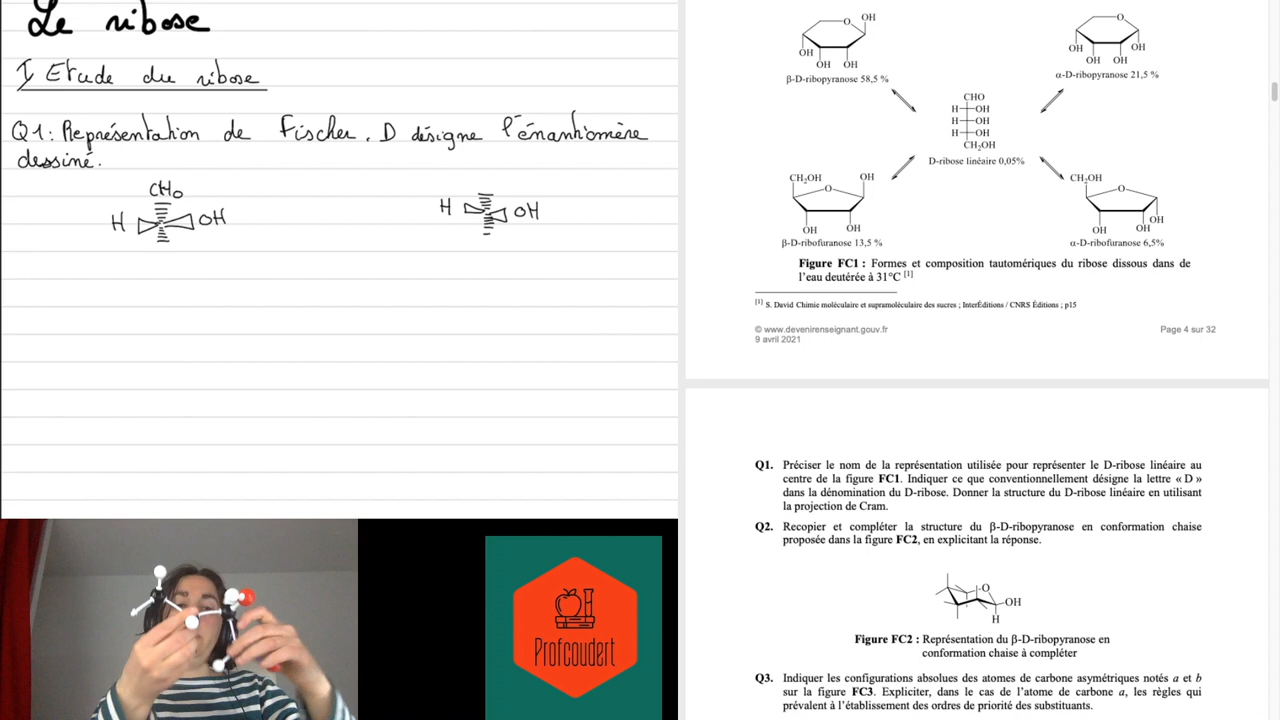 Le ribose
I Etude du ribose
Q1: Représentation de Fischer. D désigne l'énantiomère
dessiné.
CHO
H OH
H OH
OH
O
OH
OH OH
β-D-ribopyranose 58,5 %
O
OH OH
OH OH
α-D-ribopyranose 21,5 %
CHO
H OH
H OH
H OH
CH2OH
D-ribose linéaire 0,05%
CH2OH OH
O
OH OH
β-D-ribofuranose 13,5 %
CH2OH
O
OH
OH OH
α-D-ribofuranose 6,5%
Figure FC1 : Formes et composition tautomériques du ribose dissous dans de
l'eau deutérée à 31°C [1]
[1] S. David Chimie moléculaire et supramoléculaire des sucres ; InterÉditions / CNRS Éditions ; p15
© www.devenirenseignant.gouv.fr Page 4 sur 32
9 avril 2021
Q1. Préciser le nom de la représentation utilisée pour représenter le D-ribose linéaire au
centre de la figure FC1. Indiquer ce que conventionnellement désigne la lettre « D »
dans la dénomination du D-ribose. Donner la structure du D-ribose linéaire en utilisant
la projection de Cram.
Q2. Recopier et compléter la structure du β-D-ribopyranose en conformation chaise
proposée dans la figure FC2, en explicitant la réponse.
O
OH
H
Figure FC2 : Représentation du β-D-ribopyranose en
conformation chaise à compléter
Q3. Indiquer les configurations absolues des atomes de carbone asymétriques notés a et b
sur la figure FC3. Expliciter, dans le cas de l'atome de carbone a, les règles qui
prévalent à l'établissement des ordres de priorité des substituants.
Profcoudert